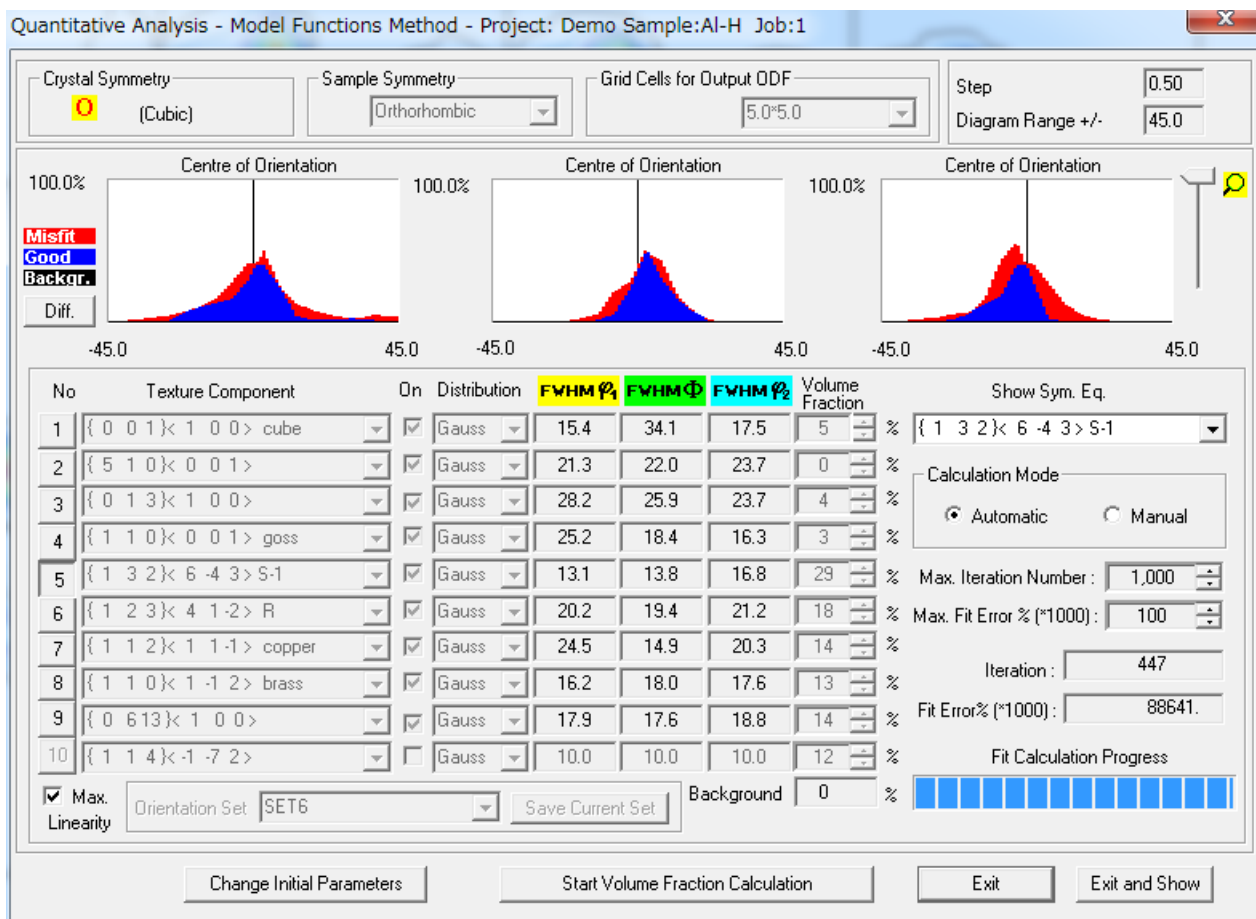 Quantitative Analysis - Model Functions Method - Project: Demo Sample:Al-H Job:1
X
Crystal Symmetry
O (Cubic)
Sample Symmetry
Orthorhombic
Grid Cells for Output ODF
5.0*5.0
Step 0.50
Diagram Range +/- 45.0
Centre of Orientation Centre of Orientation Centre of Orientation
100.0% 100.0% 100.0%
Misfit
Good
Backgr.
Diff.
-45.0 45.0 -45.0 45.0 -45.0 45.0
No Texture Component On Distribution FWHM φ1 FWHM Φ FWHM φ2 Volume Fraction
1 { 0 0 1}< 1 0 0> cube Gauss 15.4 34.1 17.5 5 %
2 { 5 1 0}< 0 0 1> Gauss 21.3 22.0 23.7 0 %
3 { 0 1 3}< 1 0 0> Gauss 28.2 25.9 23.7 4 %
4 { 1 1 0}< 0 0 1> goss Gauss 25.2 18.4 16.3 3 %
5 { 1 3 2}< 6 -4 3> S-1 Gauss 13.1 13.8 16.8 29 %
6 { 1 2 3}< 4 1 -2> R Gauss 20.2 19.4 21.2 18 %
7 { 1 1 2}< 1 1 -1> copper Gauss 24.5 14.9 20.3 14 %
8 { 1 1 0}< 1 -1 2> brass Gauss 16.2 18.0 17.6 13 %
9 { 0 6 13}< 1 0 0> Gauss 17.9 17.6 18.8 14 %
10 { 1 1 4}< -1 -7 2> Gauss 10.0 10.0 10.0 12 %
Max. Linearity
Orientation Set SET6 Save Current Set
Background 0 %
Show Sym. Eq.
{ 1 3 2}< 6 -4 3> S-1
Calculation Mode
Automatic Manual
Max. Iteration Number : 1,000
Max. Fit Error % (*1000) : 100
Iteration : 447
Fit Error% (*1000) : 88641.
Fit Calculation Progress
Change Initial Parameters Start Volume Fraction Calculation Exit Exit and Show